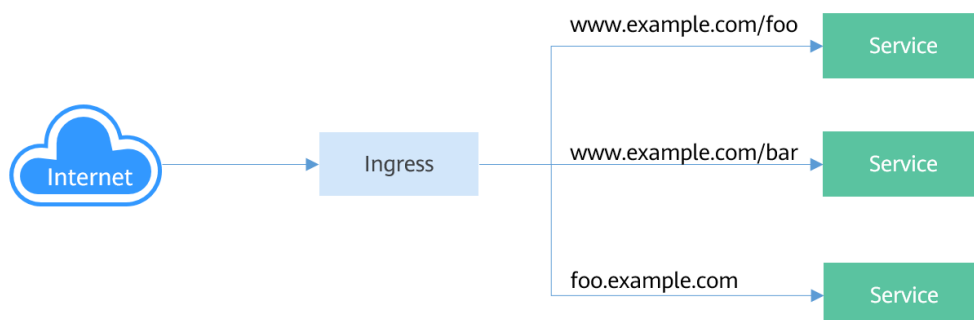 www.example.com/foo
Service
Internet
Ingress
www.example.com/bar
Service
foo.example.com
Service